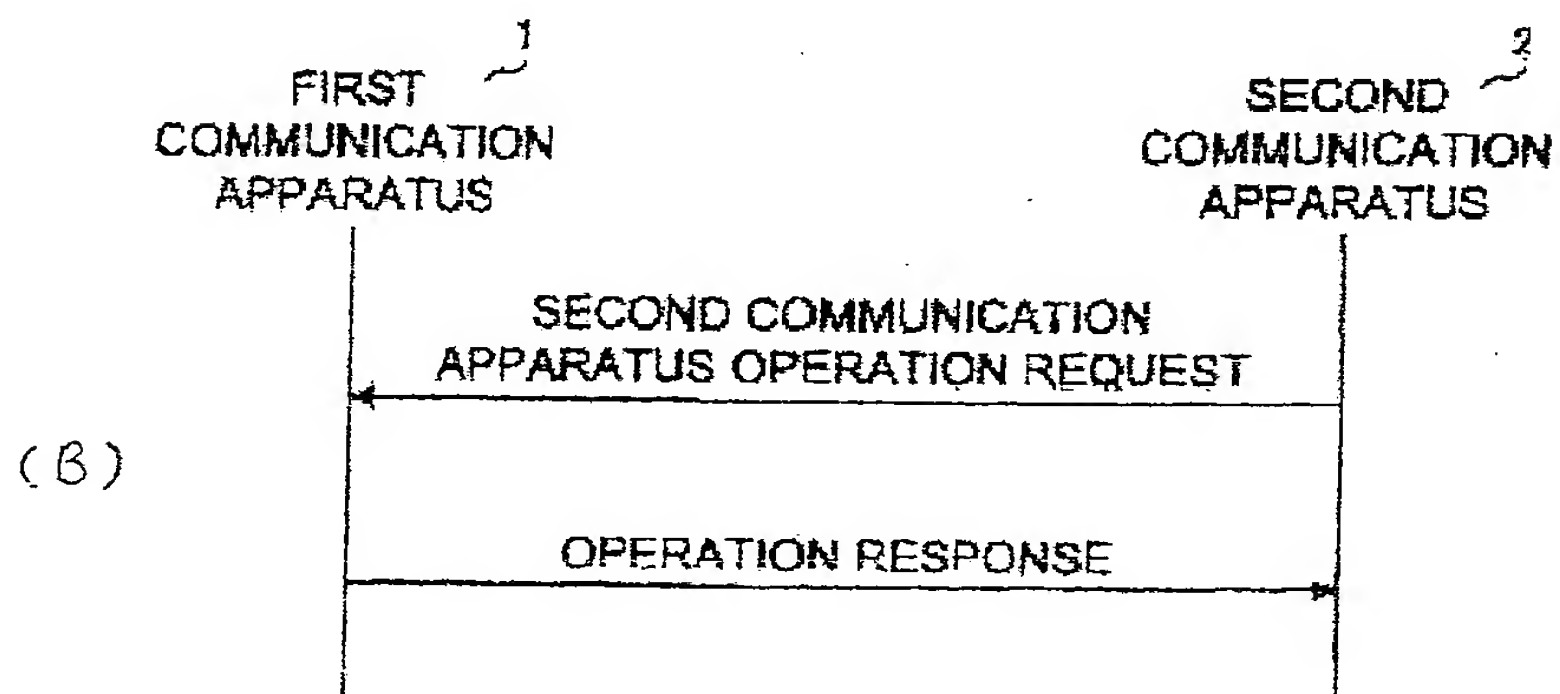 1
FIRST
COMMUNICATION
APPARATUS
2
SECOND
COMMUNICATION
APPARATUS
SECOND COMMUNICATION
APPARATUS OPERATION REQUEST
(B)
OPERATION RESPONSE